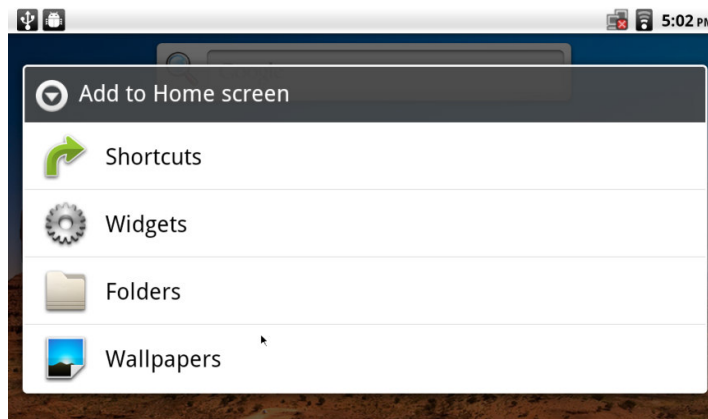 5:02 PM
Add to Home screen
Shortcuts
Widgets
Folders
Wallpapers